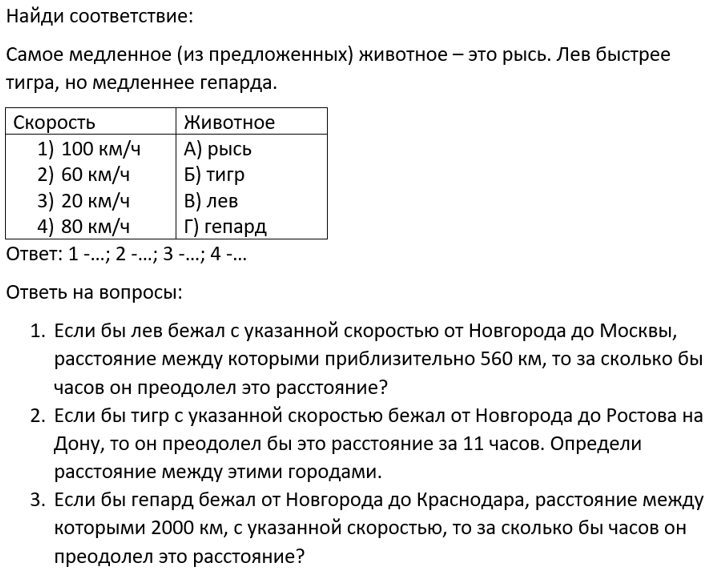 Найди соответствие:
Самое медленное (из предложенных) животное – это рысь. Лев быстрее
тигра, но медленнее гепарда.
Скорость Животное
1) 100 км/ч А) рысь
2) 60 км/ч Б) тигр
3) 20 км/ч В) лев
4) 80 км/ч Г) гепард
Ответ: 1 -…; 2 -…; 3 -…; 4 -…
Ответь на вопросы:
1. Если бы лев бежал с указанной скоростью от Новгорода до Москвы,
расстояние между которыми приблизительно 560 км, то за сколько бы
часов он преодолел это расстояние?
2. Если бы тигр с указанной скоростью бежал от Новгорода до Ростова на
Дону, то он преодолел бы это расстояние за 11 часов. Определи
расстояние между этими городами.
3. Если бы гепард бежал от Новгорода до Краснодара, расстояние между
которыми 2000 км, с указанной скоростью, то за сколько бы часов он
преодолел это расстояние?